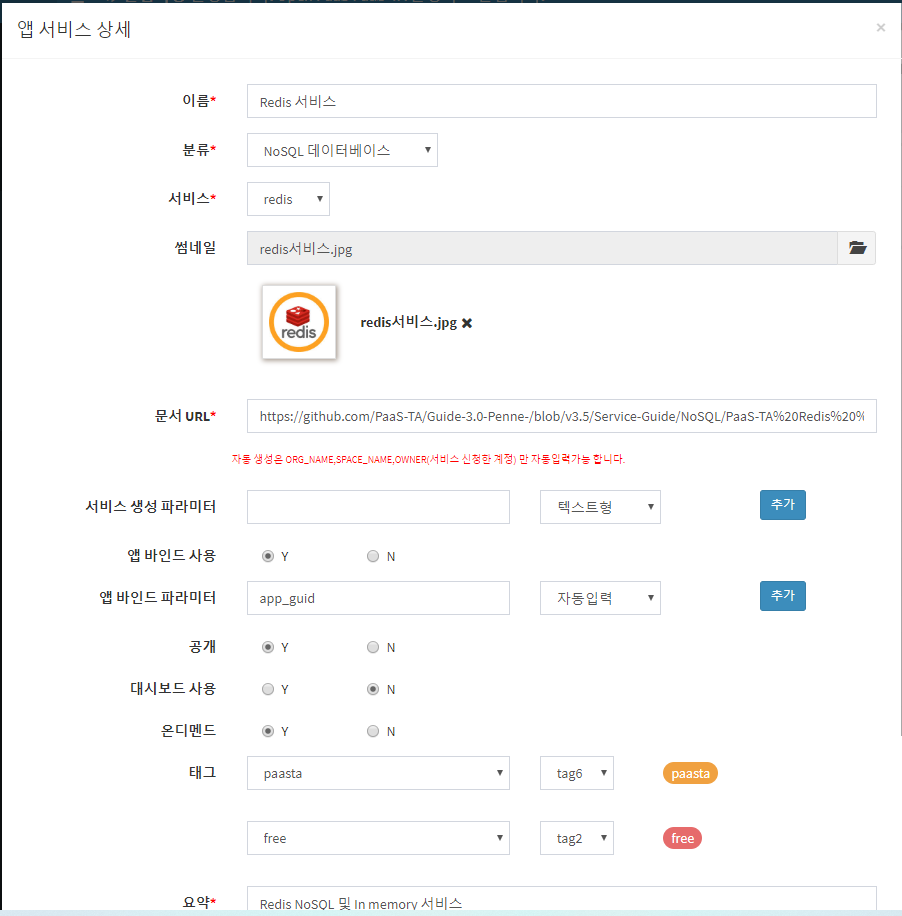 앱 서비스 상세
×
이름* Redis 서비스
분류* NoSQL 데이터베이스
서비스* redis
썸네일 redis서비스.jpg
redis redis서비스.jpg ✖
문서 URL* https://github.com/PaaS-TA/Guide-3.0-Penne-/blob/v3.5/Service-Guide/NoSQL/PaaS-TA%20Redis%20%
자동 생성은 ORG_NAME,SPACE_NAME,OWNER(서비스 신청한 계정) 만 자동입력가능 합니다.
서비스 생성 파라미터 텍스트형 추가
앱 바인드 사용 Y N
앱 바인드 파라미터 app_guid 자동입력 추가
공개 Y N
대시보드 사용 Y N
온디멘드 Y N
태그 paasta tag6 paasta
free tag2 free
요약* Redis NoSQL 및 In memory 서비스